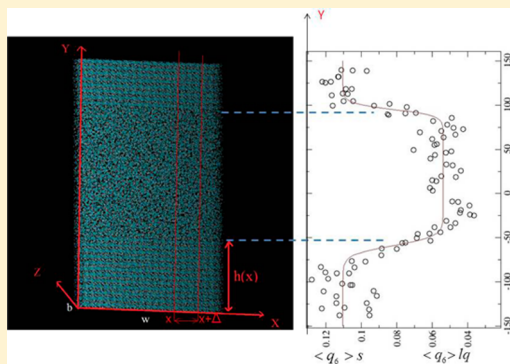 Y
Z
b
w
x
x+Δ
X
h(x)
Y
150
100
50
0
-50
-100
-150
0.12
0.1
0.08
0.06
0.04
< q₆ > s
< q₆ > lq